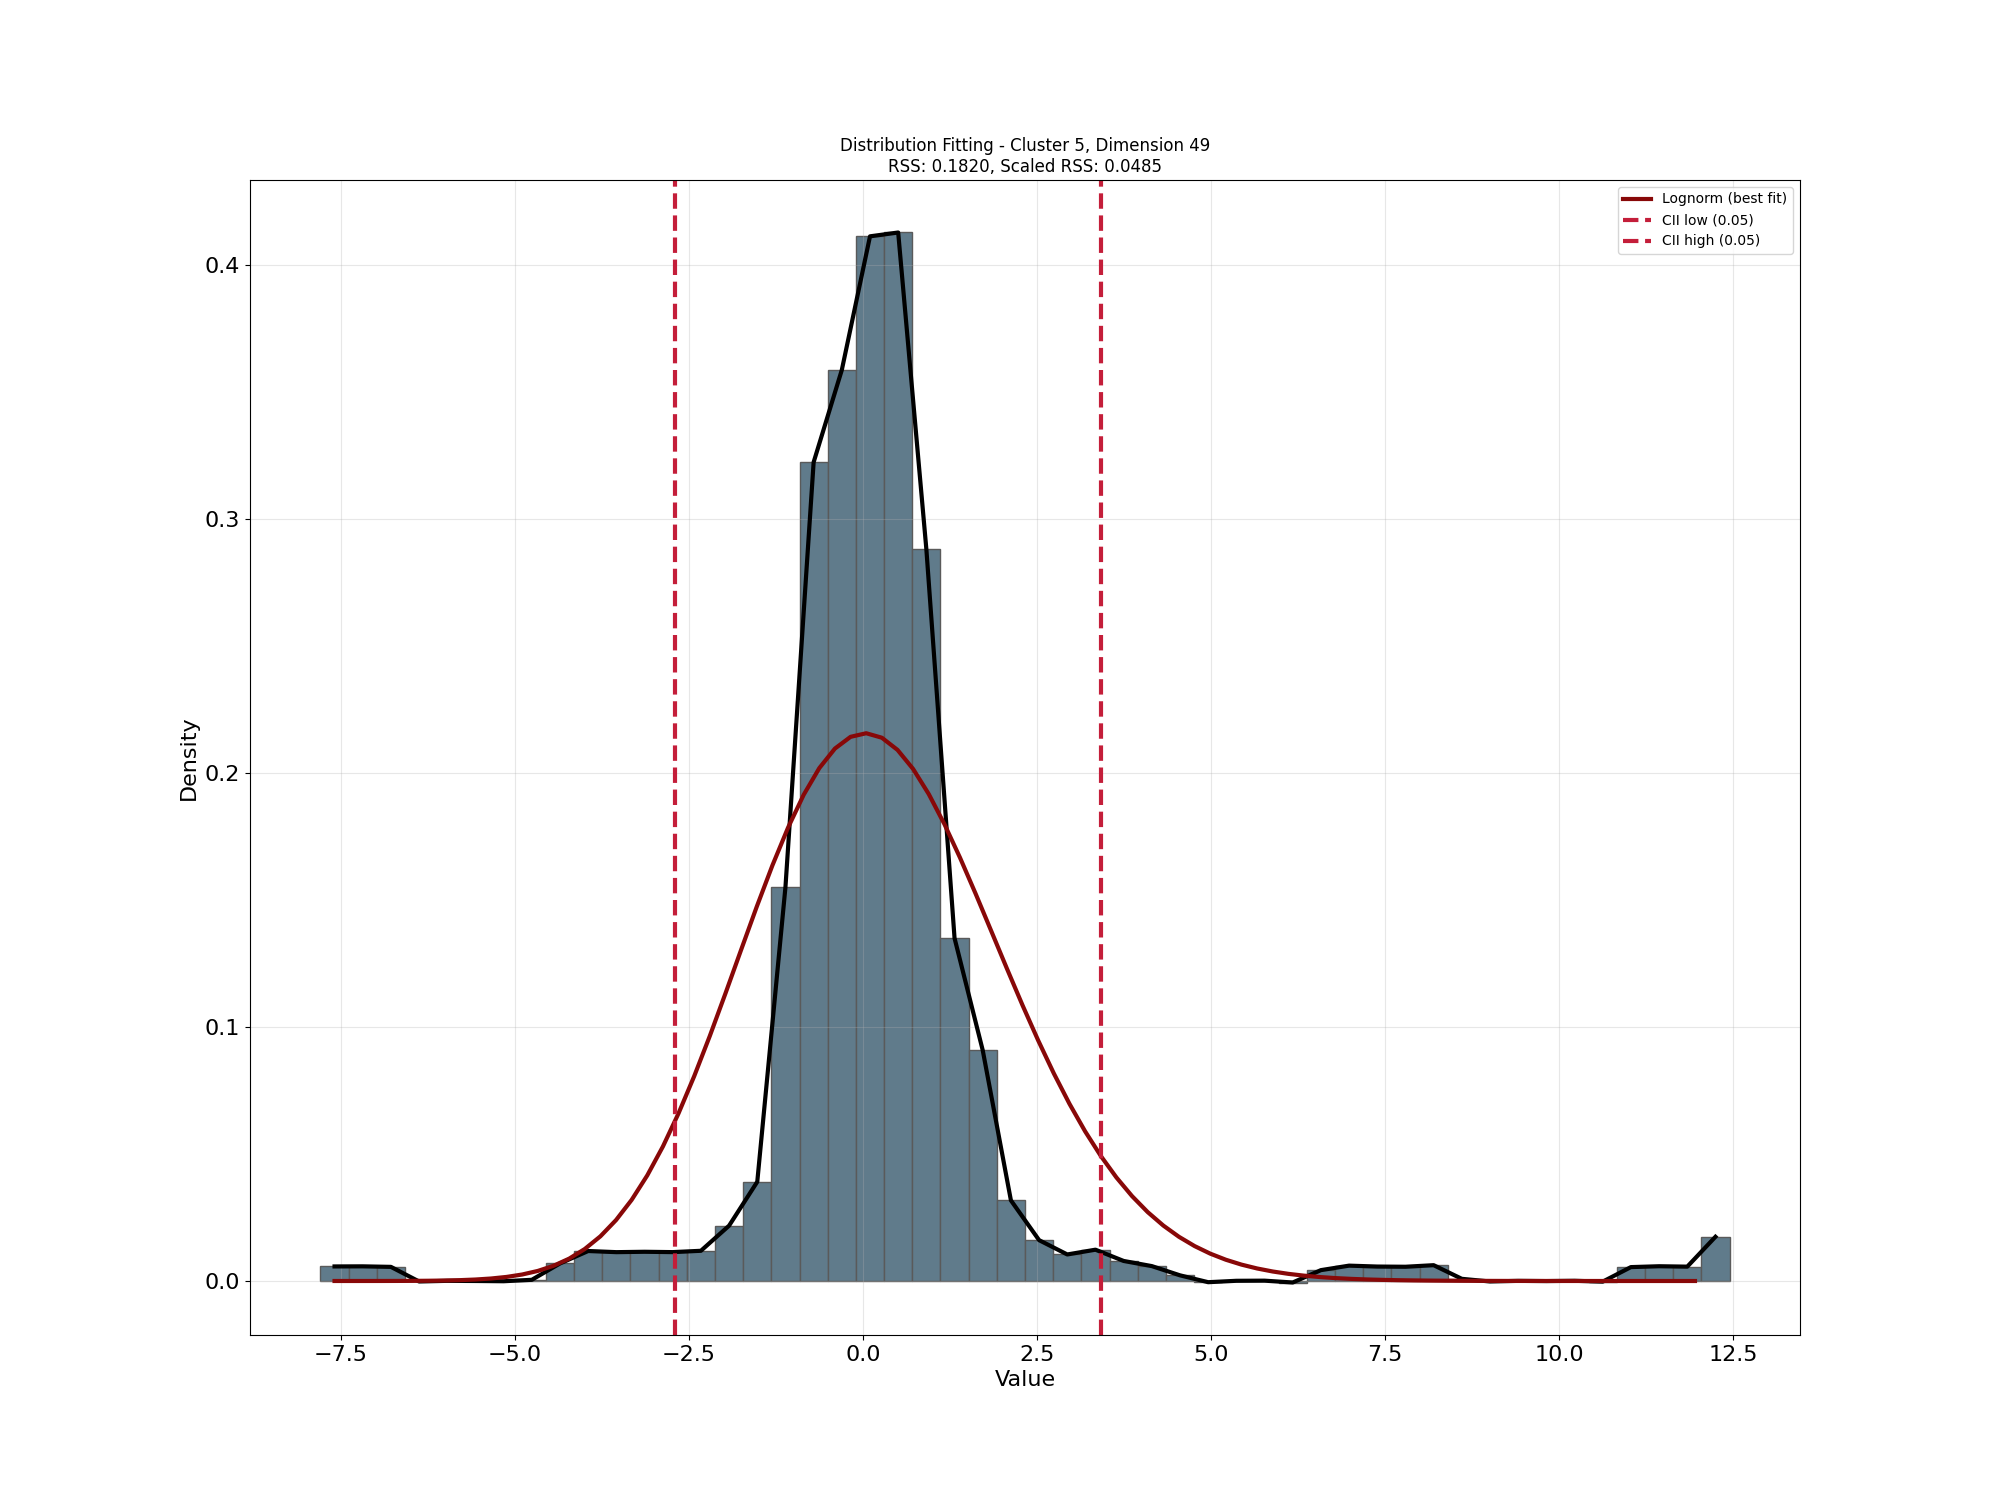 Distribution Fitting - Cluster 5, Dimension 49
RSS: 0.1820, Scaled RSS: 0.0485
Lognorm (best fit)
CII low (0.05)
CII high (0.05)
0.4
0.3
0.2
0.1
0.0
Density
−7.5 −5.0 −2.5 0.0 2.5 5.0 7.5 10.0 12.5
Value